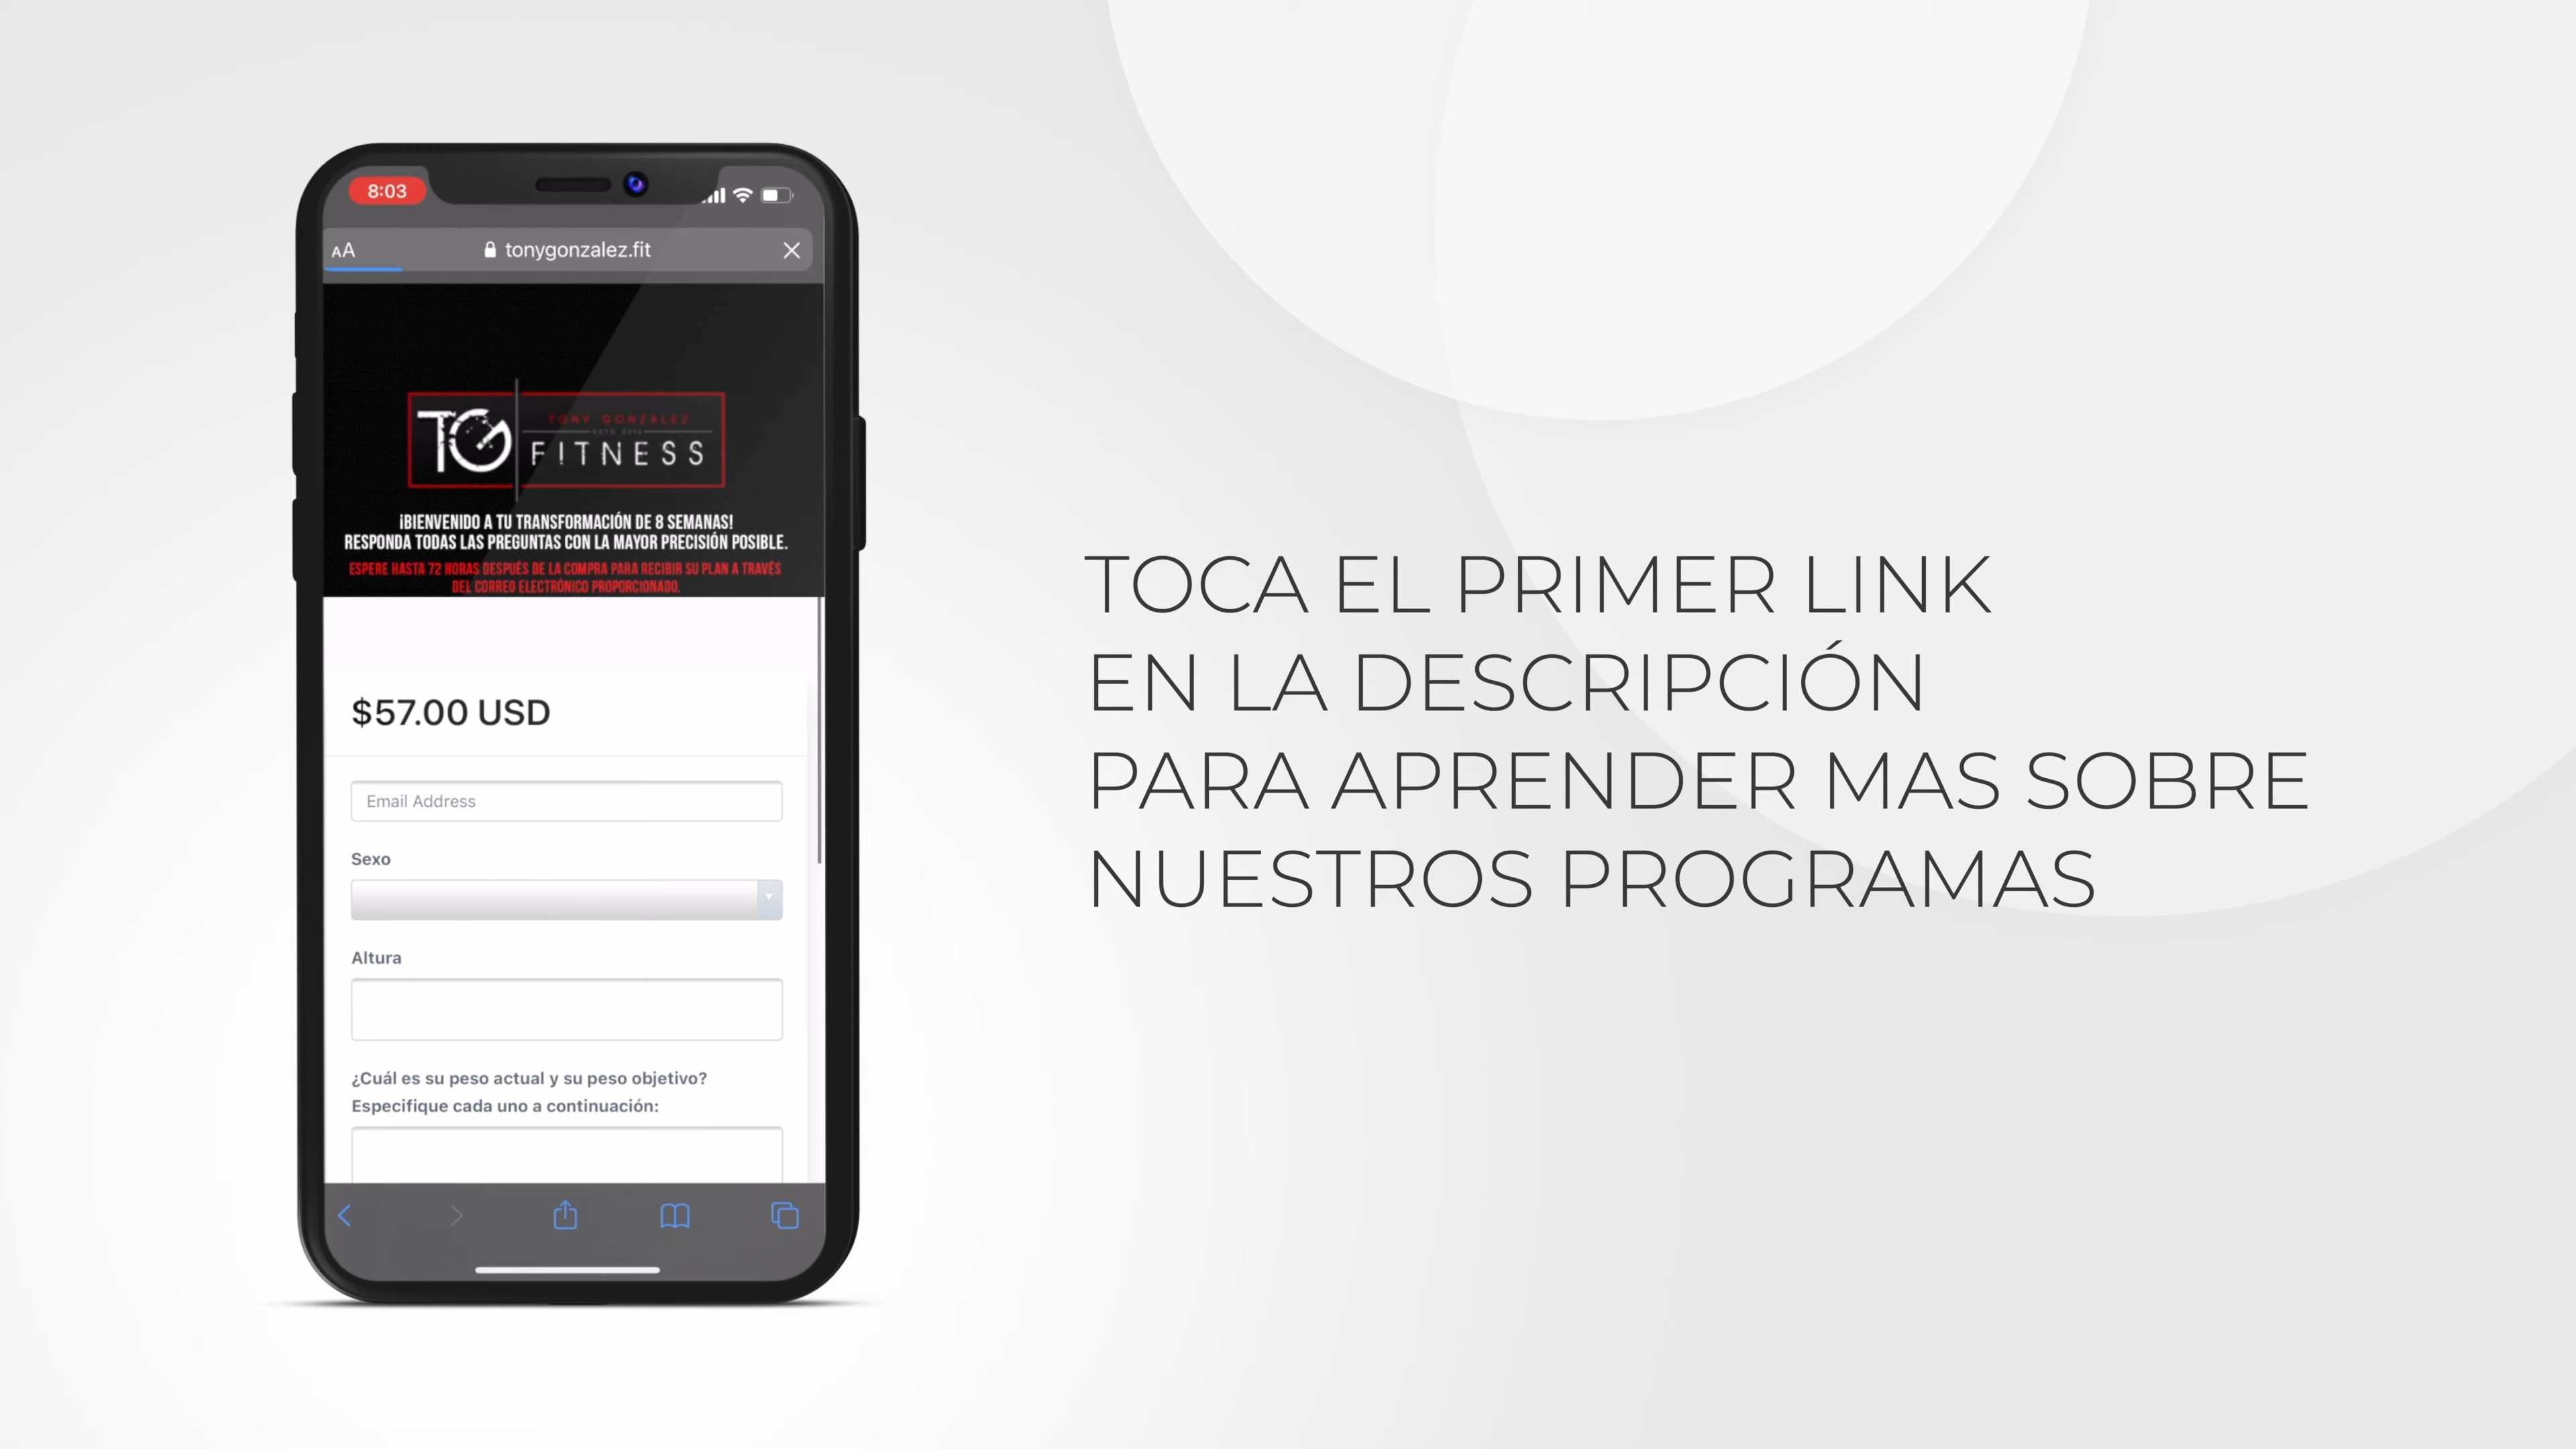 8:03
AA
tonygonzalez.fit
TG
TONY GONZALEZ
FITNESS
¡BIENVENIDO A TU TRANSFORMACIÓN DE 8 SEMANAS!
RESPONDA TODAS LAS PREGUNTAS CON LA MAYOR PRECISIÓN POSIBLE.
ESPERE HASTA 72 HORAS DESPUÉS DE LA COMPRA PARA RECIBIR SU PLAN A TRAVÉS
DEL CORREO ELECTRÓNICO PROPORCIONADO.
$57.00 USD
Email Address
Sexo
Altura
¿Cuál es su peso actual y su peso objetivo?
Especifique cada uno a continuación:
TOCA EL PRIMER LINK
EN LA DESCRIPCIÓN
PARA APRENDER MAS SOBRE
NUESTROS PROGRAMAS